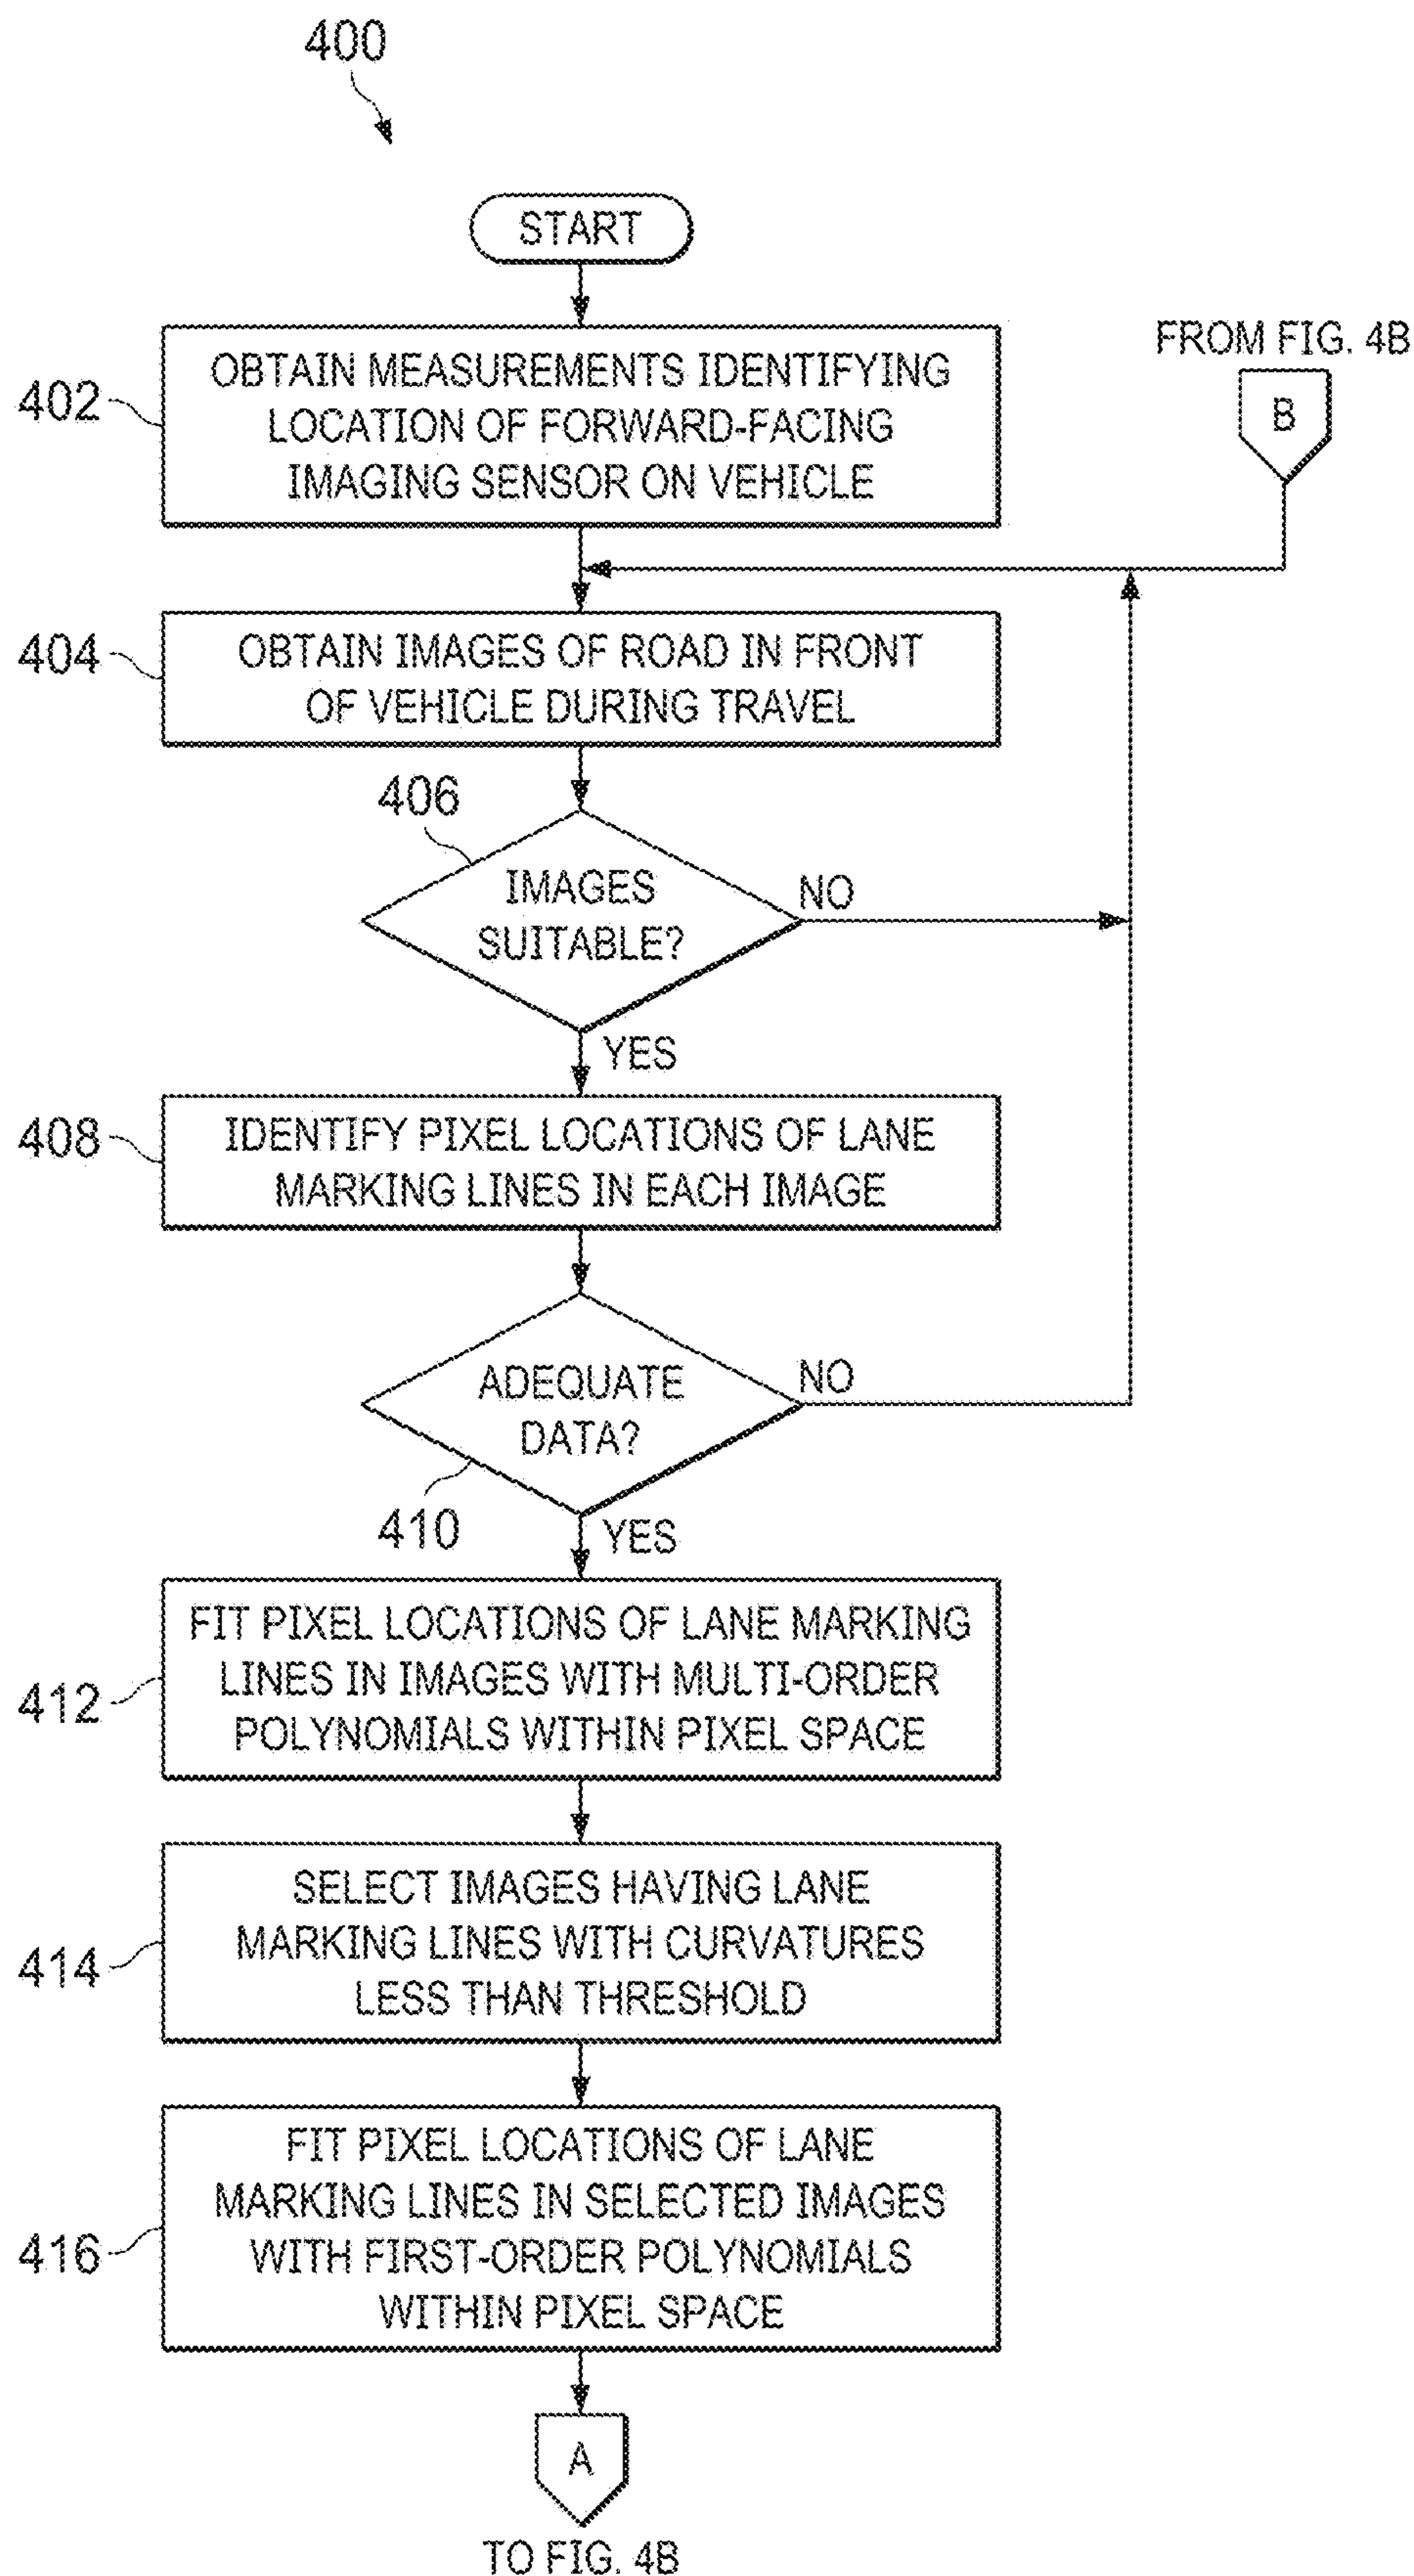 400
START
402
OBTAIN MEASUREMENTS IDENTIFYING
LOCATION OF FORWARD-FACING
IMAGING SENSOR ON VEHICLE
FROM FIG. 4B
B
404
OBTAIN IMAGES OF ROAD IN FRONT
OF VEHICLE DURING TRAVEL
406
IMAGES
SUITABLE?
NO
YES
408
IDENTIFY PIXEL LOCATIONS OF LANE
MARKING LINES IN EACH IMAGE
ADEQUATE
DATA?
NO
410
YES
412
FIT PIXEL LOCATIONS OF LANE MARKING
LINES IN IMAGES WITH MULTI-ORDER
POLYNOMIALS WITHIN PIXEL SPACE
414
SELECT IMAGES HAVING LANE
MARKING LINES WITH CURVATURES
LESS THAN THRESHOLD
416
FIT PIXEL LOCATIONS OF LANE
MARKING LINES IN SELECTED IMAGES
WITH FIRST-ORDER POLYNOMIALS
WITHIN PIXEL SPACE
A
TO FIG. 4B